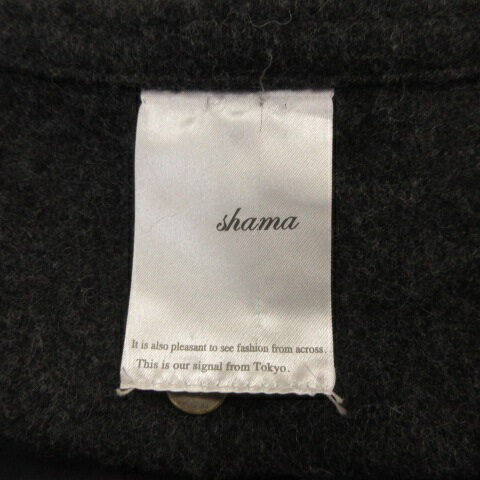 shama
It is also pleasant to see fashion from across.
This is our signal from Tokyo.